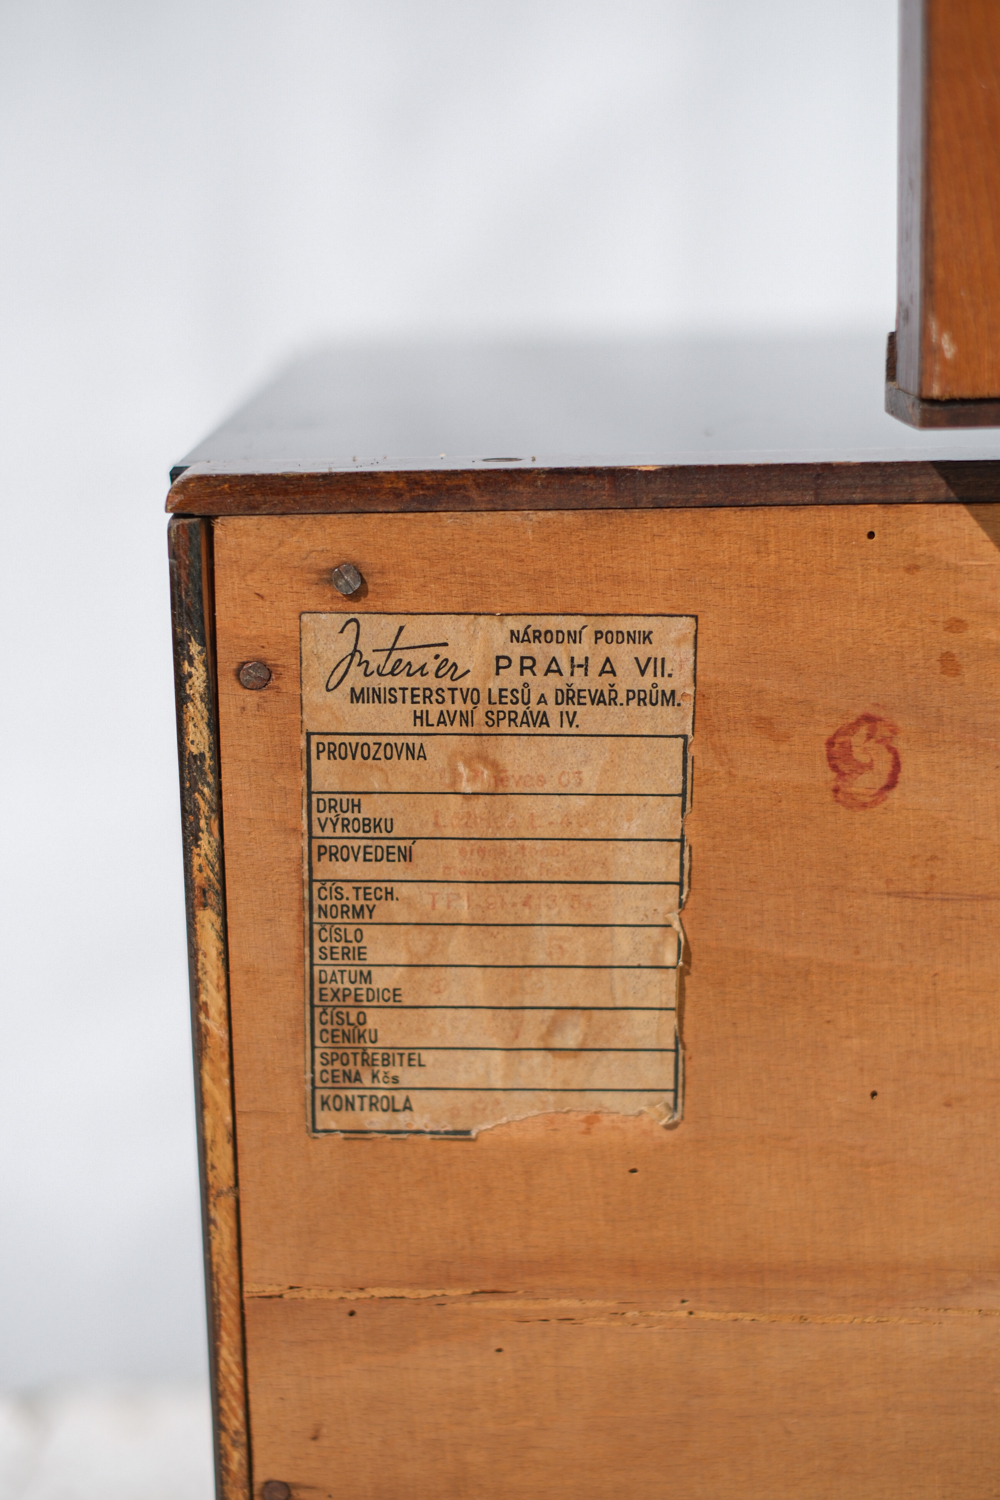 Interier NÁRODNÍ PODNIK
PRAHA VII.
MINISTERSTVO LESŮ A DŘEVAŘ.PRŮM.
HLAVNÍ SPRÁVA IV.
PROVOZOVNA
03
DRUH
VÝROBKU
PROVEDENÍ
ČÍS.TECH.
NORMY
ČÍSLO
SERIE
DATUM
EXPEDICE
ČÍSLO
CENÍKU
SPOTŘEBITEL
CENA Kčs
KONTROLA